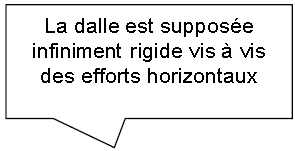 La dalle est supposée
infiniment rigide vis à vis
des efforts horizontaux